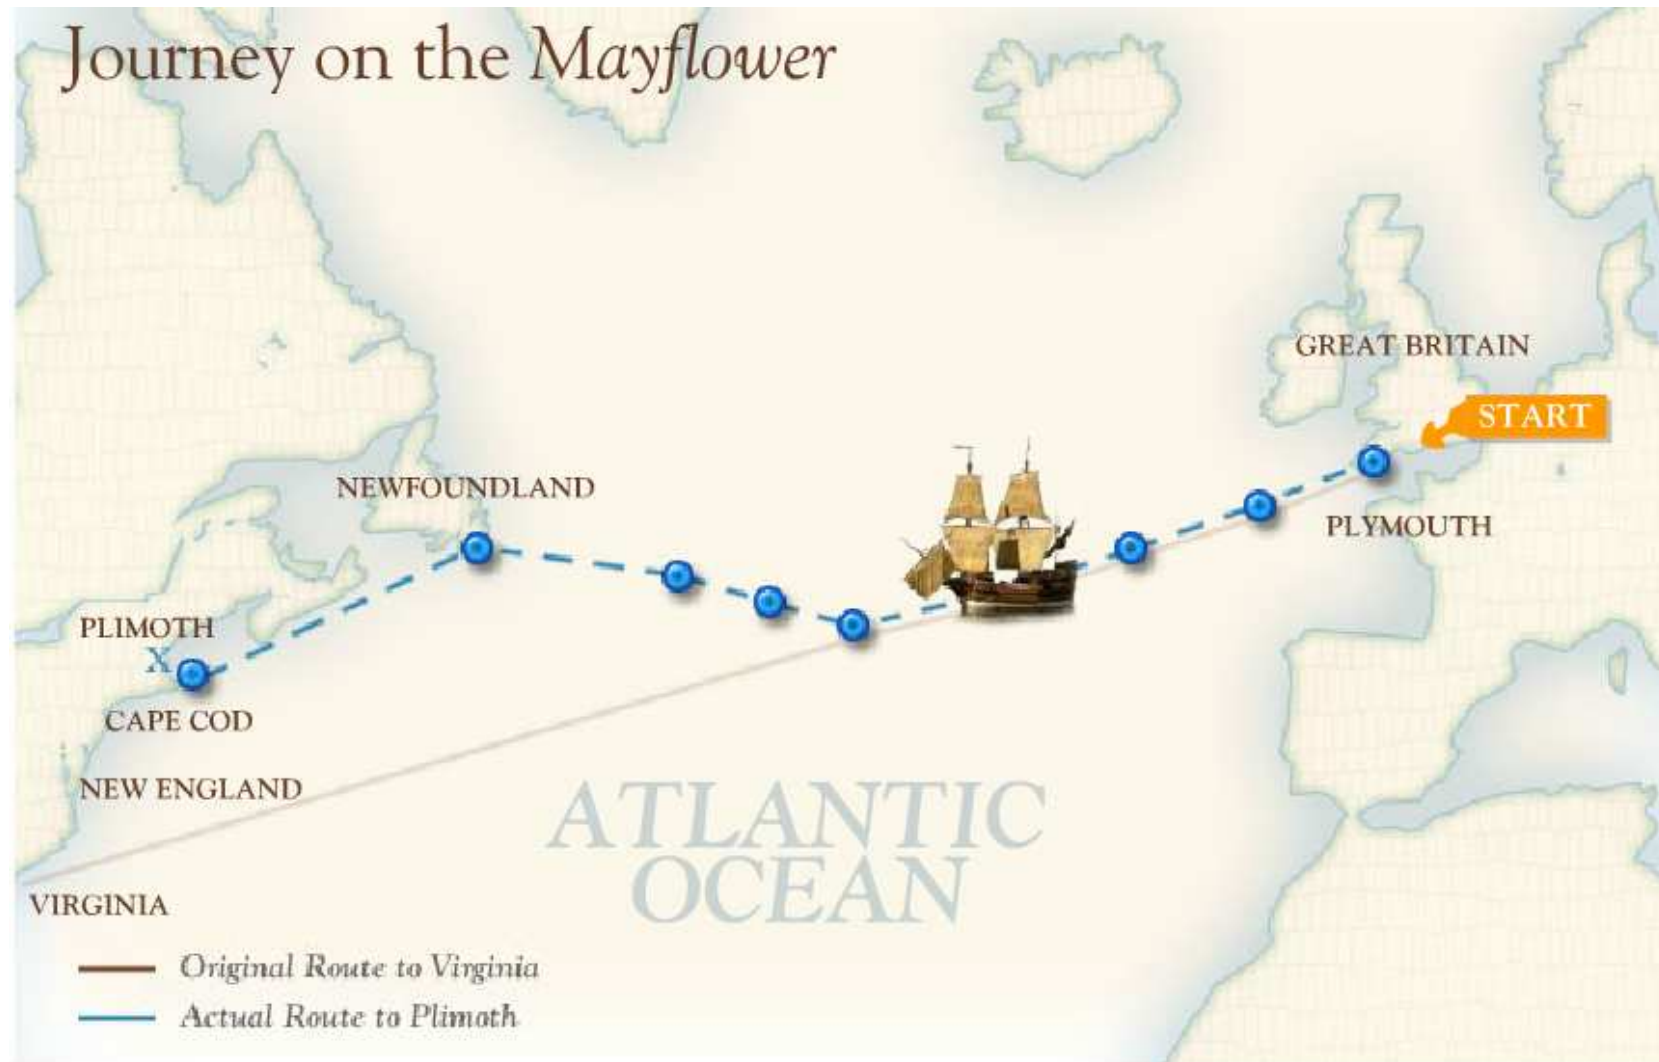 Journey on the Mayflower
GREAT BRITAIN
START
NEWFOUNDLAND
PLYMOUTH
PLIMOTH
X
CAPE COD
NEW ENGLAND
ATLANTIC
OCEAN
VIRGINIA
Original Route to Virginia
Actual Route to Plimoth